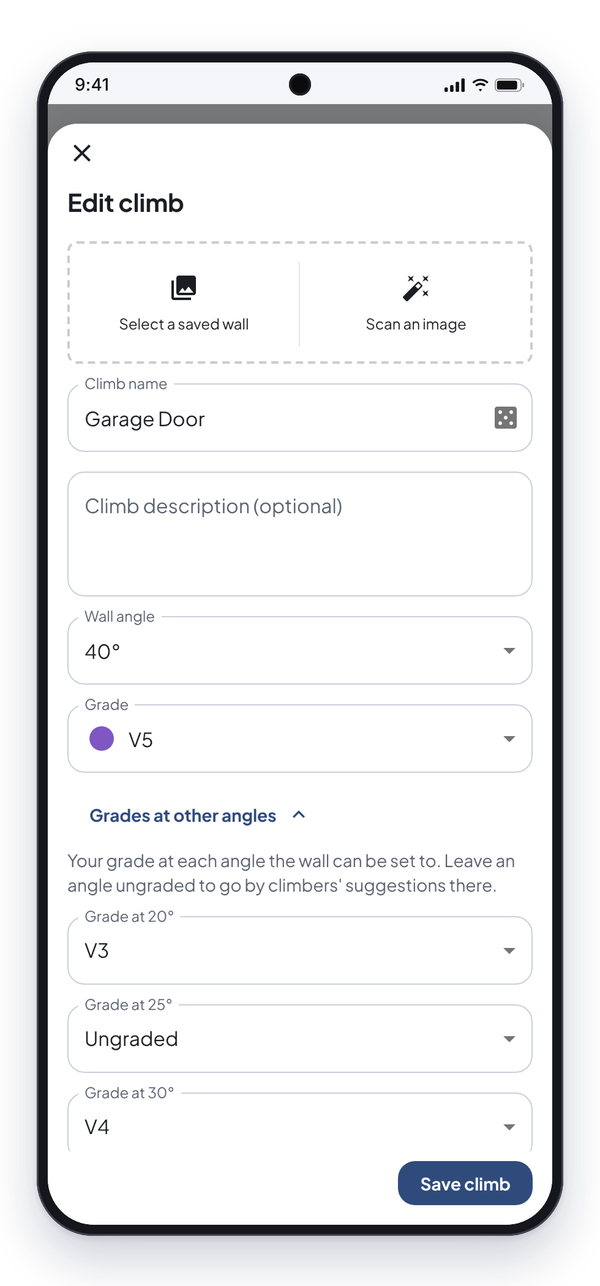 9:41
Edit climb
Select a saved wall
Scan an image
Climb name
Garage Door
Climb description (optional)
Wall angle
40°
Grade
V5
Grades at other angles
Your grade at each angle the wall can be set to. Leave an
angle ungraded to go by climbers' suggestions there.
Grade at 20°
V3
Grade at 25°
Ungraded
Grade at 30°
V4
Save climb